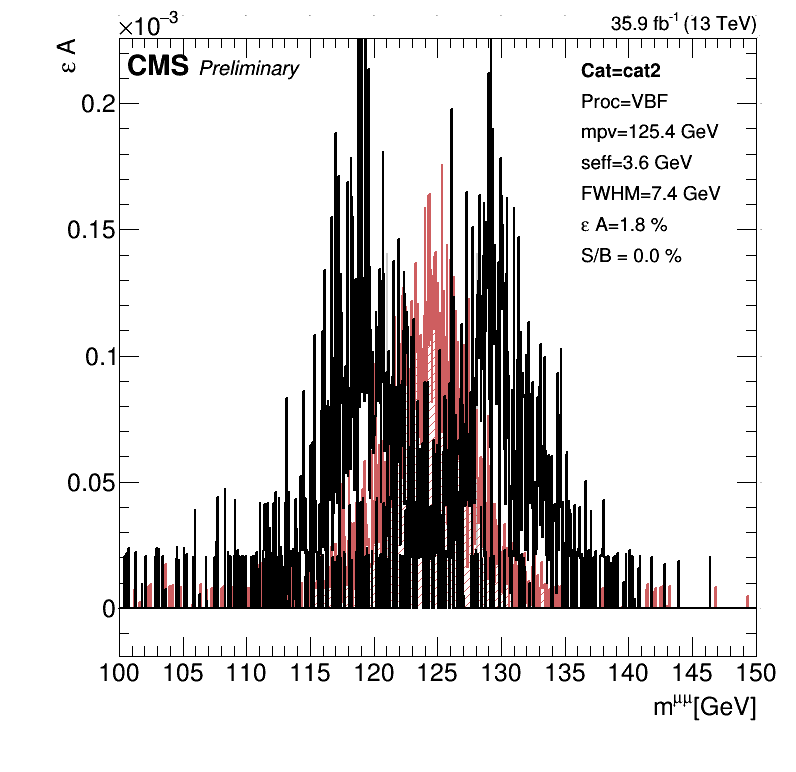 ×10⁻³
35.9 fb⁻¹ (13 TeV)
ε A
CMS Preliminary
Cat=cat2
Proc=VBF
mpv=125.4 GeV
seff=3.6 GeV
FWHM=7.4 GeV
ε A=1.8 %
S/B = 0.0 %
0.2
0.15
0.1
0.05
0
100 105 110 115 120 125 130 135 140 145 150
m^μμ[GeV]